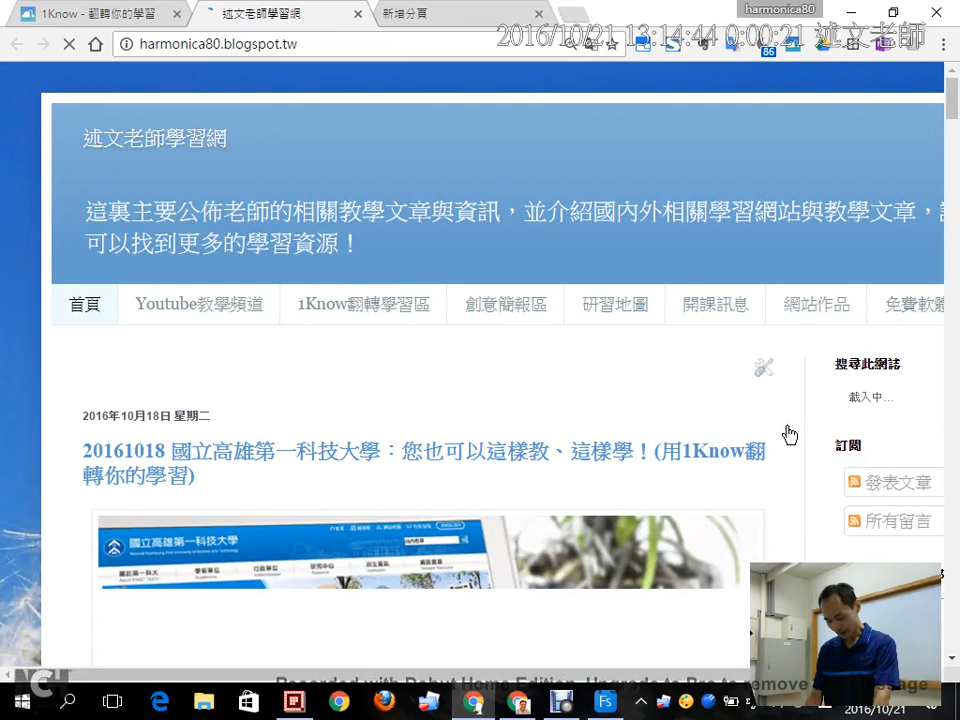 1Know - 翻轉你的學習
述文老師學習網
新增分頁
harmonica80
harmonica80.blogspot.tw
2016/10/21 13:14:44 0:00:21 述文老師
86
述文老師學習網
這裏主要公佈老師的相關教學文章與資訊，並介紹國內外相關學習網站與教學文章，
可以找到更多的學習資源！
首頁
Youtube教學頻道
1Know翻轉學習區
創意簡報區
研習地圖
開課訊息
網站作品
免費軟體
搜尋此網誌
載入中...
2016年10月18日 星期二
20161018 國立高雄第一科技大學：您也可以這樣教、這樣學！(用1Know翻
轉你的學習)
訂閱
發表文章
所有留言
國立高雄第一科技大學
Recorded with Debut Home Edition. Upgrade to Pro to remove message
2016/10/21